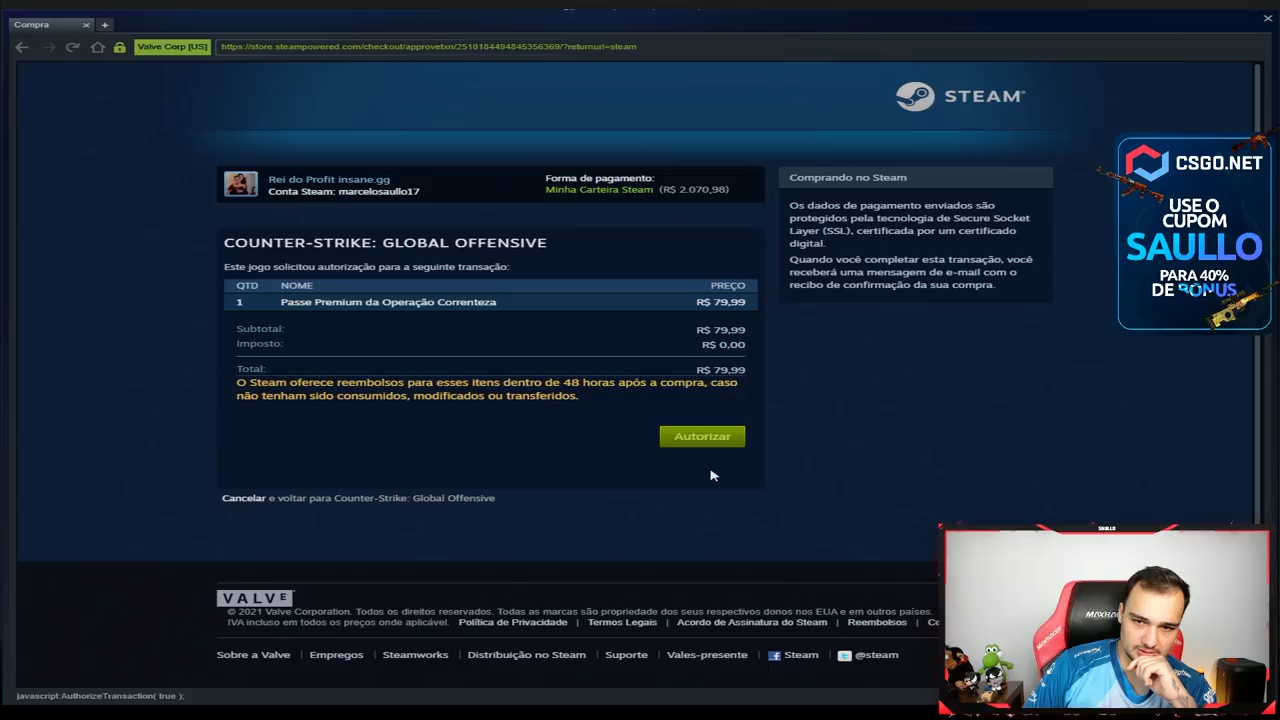 Compra
Valve Corp [US]
https://store.steampowered.com/checkout/approvetxn/2510184494845356369/?returnurl=steam
STEAM®
Rei do Profit insane.gg
Conta Steam: marcelosaullo17
Forma de pagamento:
Minha Carteira Steam (R$ 2.070,98)
Comprando no Steam
Os dados de pagamento enviados são
protegidos pela tecnologia de Secure Socket
Layer (SSL), certificada por um certificado
digital.
Quando você completar esta transação, você
receberá uma mensagem de e-mail com o
recibo de confirmação da sua compra.
CSGO.NET
USE O
CUPOM
SAULLO
PARA 40%
DE BÔNUS
COUNTER-STRIKE: GLOBAL OFFENSIVE
Este jogo solicitou autorização para a seguinte transação:
QTD NOME PREÇO
1 Passe Premium da Operação Correnteza R$ 79,99
Subtotal: R$ 79,99
Imposto: R$ 0,00
Total: R$ 79,99
O Steam oferece reembolsos para esses itens dentro de 48 horas após a compra, caso
não tenham sido consumidos, modificados ou transferidos.
Autorizar
Cancelar e voltar para Counter-Strike: Global Offensive
SAULLO
MAXRACER
VALVE
© 2021 Valve Corporation. Todos os direitos reservados. Todas as marcas são propriedade dos seus respectivos donos nos EUA e em outros países.
IVA incluso em todos os preços onde aplicável. Política de Privacidade | Termos Legais | Acordo de Assinatura do Steam | Reembolsos | Co
Sobre a Valve | Empregos | Steamworks | Distribuição no Steam | Suporte | Vales-presente | Steam | @steam
javascript:AuthorizeTransaction( true );